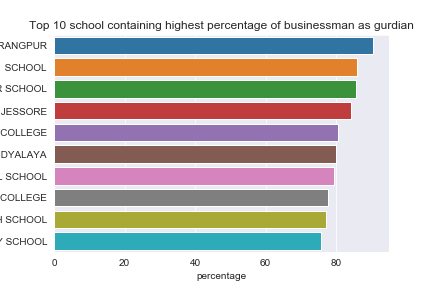 Top 10 school containing highest percentage of businessman as gurdian
RANGPUR
SCHOOL
R SCHOOL
JESSORE
COLLEGE
DYALAYA
L SCHOOL
COLLEGE
H SCHOOL
Y SCHOOL
0 20 40 60 80
percentage